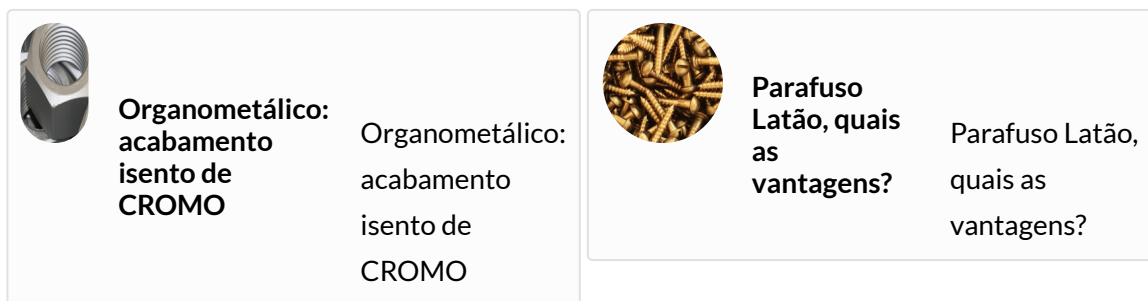 Organometálico:
acabamento
isento de
CROMO
Organometálico:
acabamento
isento de
CROMO
Parafuso
Latão, quais
as
vantagens?
Parafuso Latão,
quais as
vantagens?